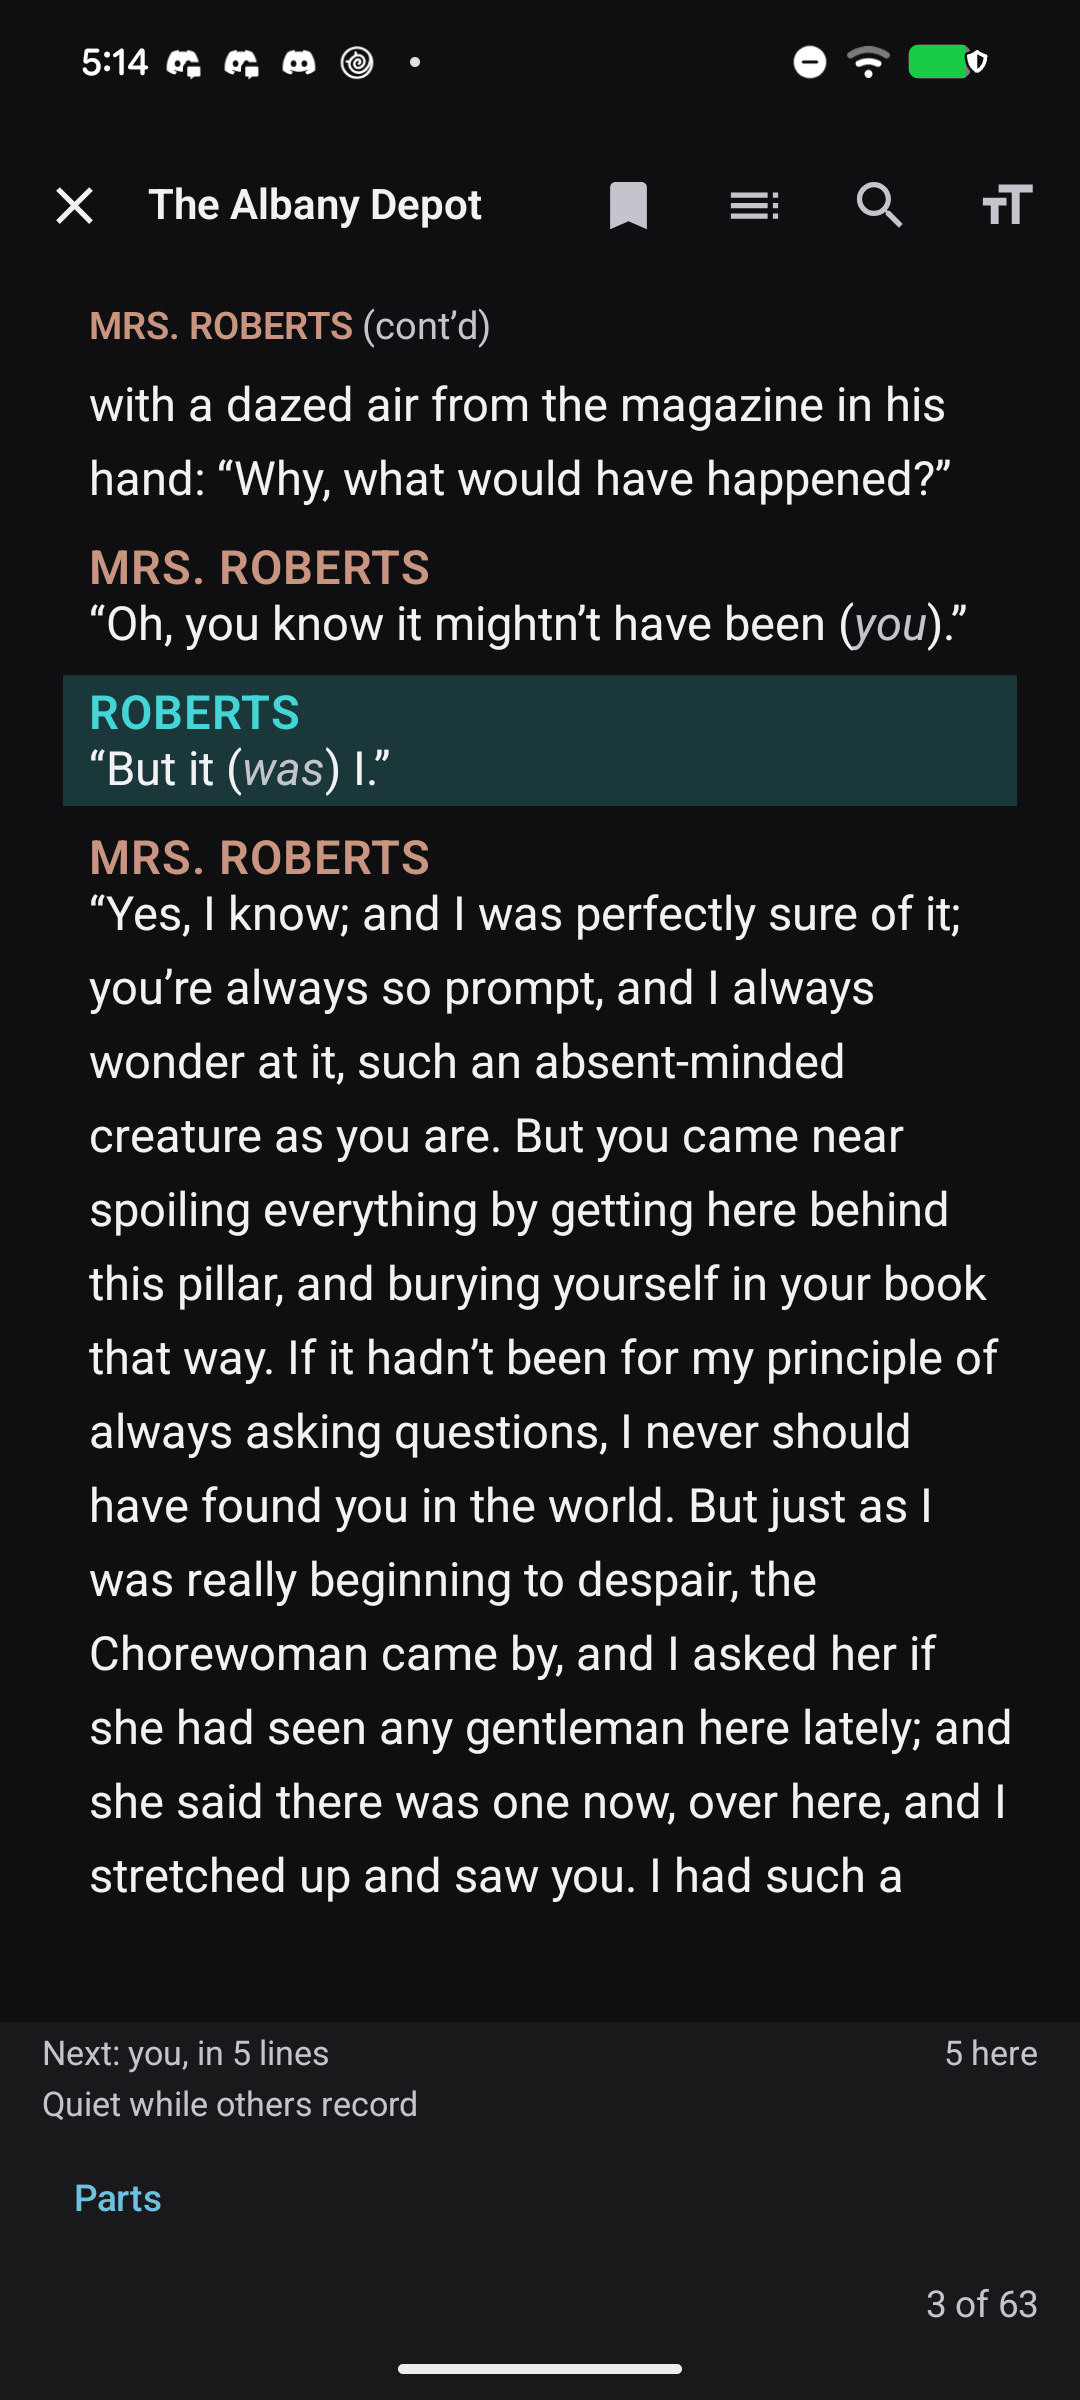 5:14
The Albany Depot
MRS. ROBERTS (cont’d)
with a dazed air from the magazine in his
hand: “Why, what would have happened?”
MRS. ROBERTS
“Oh, you know it mightn’t have been (you).”
ROBERTS
“But it (was) I.”
MRS. ROBERTS
“Yes, I know; and I was perfectly sure of it;
you’re always so prompt, and I always
wonder at it, such an absent-minded
creature as you are. But you came near
spoiling everything by getting here behind
this pillar, and burying yourself in your book
that way. If it hadn’t been for my principle of
always asking questions, I never should
have found you in the world. But just as I
was really beginning to despair, the
Chorewoman came by, and I asked her if
she had seen any gentleman here lately; and
she said there was one now, over here, and I
stretched up and saw you. I had such a
Next: you, in 5 lines
5 here
Quiet while others record
Parts
3 of 63